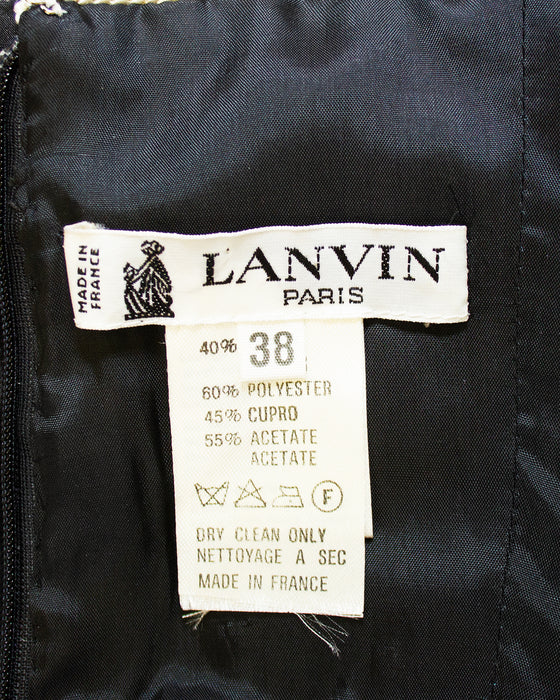 MADE IN
FRANCE
LANVIN
PARIS
40% 38
60% POLYESTER
45% CUPRO
55% ACETATE
ACETATE
F
DRY CLEAN ONLY
NETTOYAGE A SEC
MADE IN FRANCE